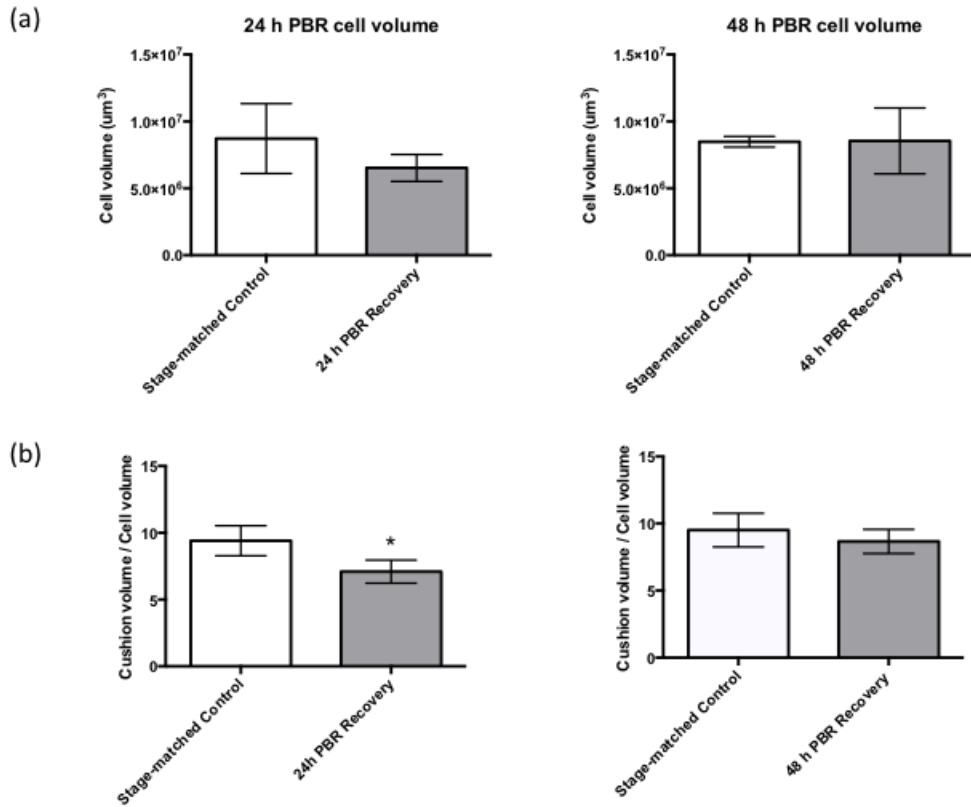 (a)
24 h PBR cell volume
Cell volume (um³)
1.5×10⁷
1.0×10⁷
5.0×10⁶
0.0
Stage-matched Control
24 h PBR Recovery
48 h PBR cell volume
Cell volume (um³)
1.5×10⁷
1.0×10⁷
5.0×10⁶
0.0
Stage-matched Control
48 h PBR Recovery
(b)
Cushion volume / Cell volume
15
10
5
0
*
Stage-matched Control
24h PBR Recovery
Cushion volume / Cell volume
15
10
5
0
Stage-matched Control
48 h PBR Recovery